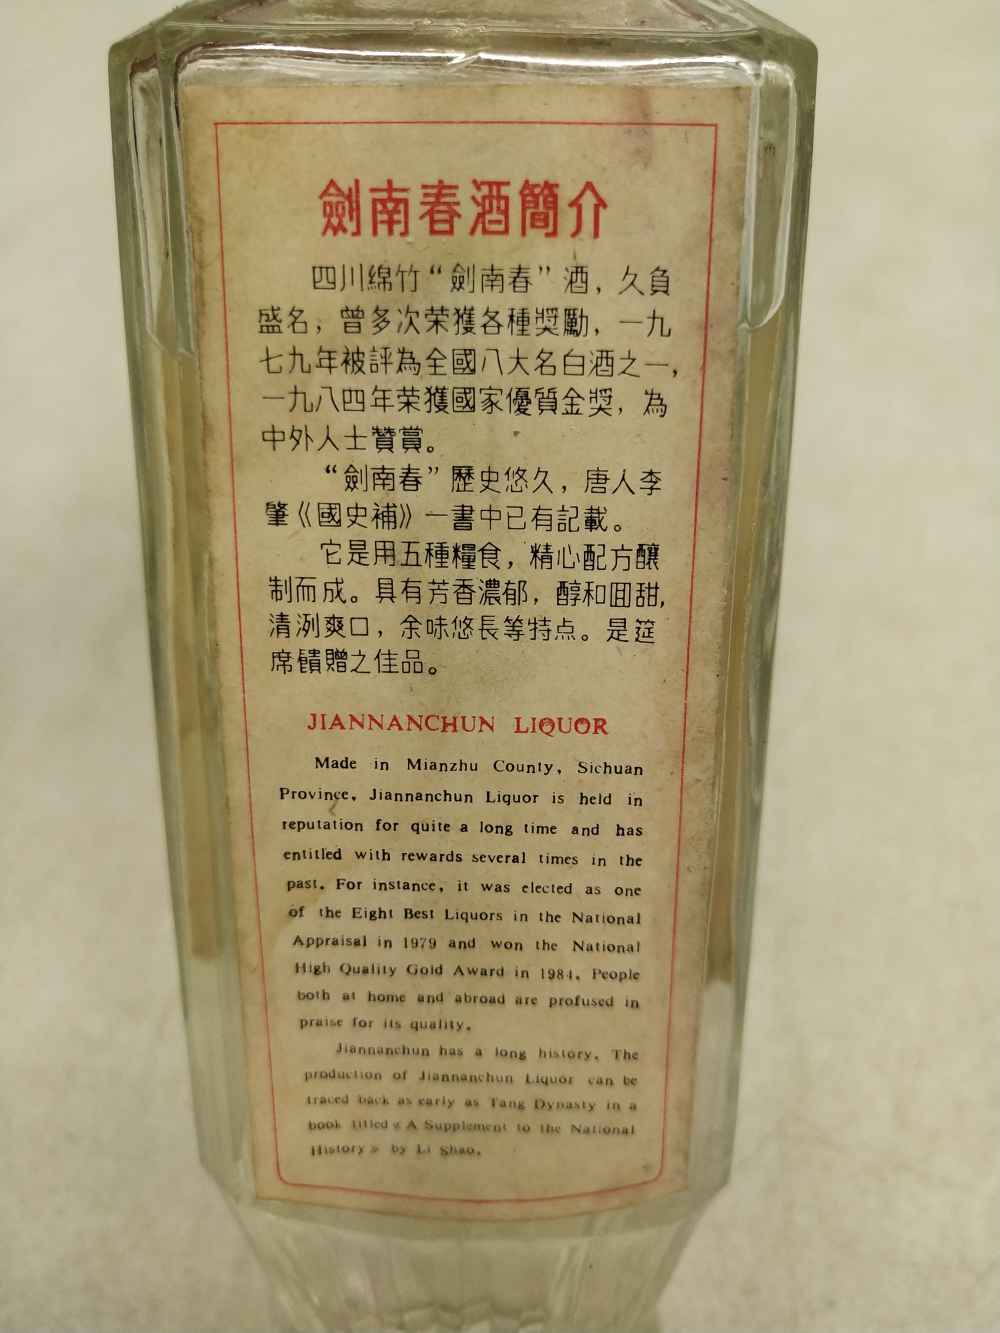 劍南春酒簡介
四川綿竹“劍南春”酒，久負
盛名，曾多次荣獲各種獎勵，一九
七九年被評為全國八大名白酒之一，
一九八四年荣獲國家優質金獎，為
中外人士贊賞。
“劍南春”歷史悠久，唐人李
肇《國史補》一書中已有記載。
它是用五種糧食，精心配方釀
制而成。具有芳香濃郁，醇和囬甜，
清洌爽口，余味悠長等特点。是筵
席饋贈之佳品。
JIANNANCHUN LIQUOR
Made in Mianzhu County, Sichuan
Province, Jiannanchun Liquor is held in
reputation for quite a long time and has
entitled with rewards several times in the
past. For instance, it was elected as one
of the Eight Best Liquors in the National
Appraisal in 1979 and won the National
High Quality Gold Award in 1984. People
both at home and abroad are profused in
praise for its quality.
Jiannanchun has a long history. The
production of Jiannanchun Liquor can be
traced back as early as Tang Dynasty in a
book titled «A Supplement to the National
History» by Li Shao.